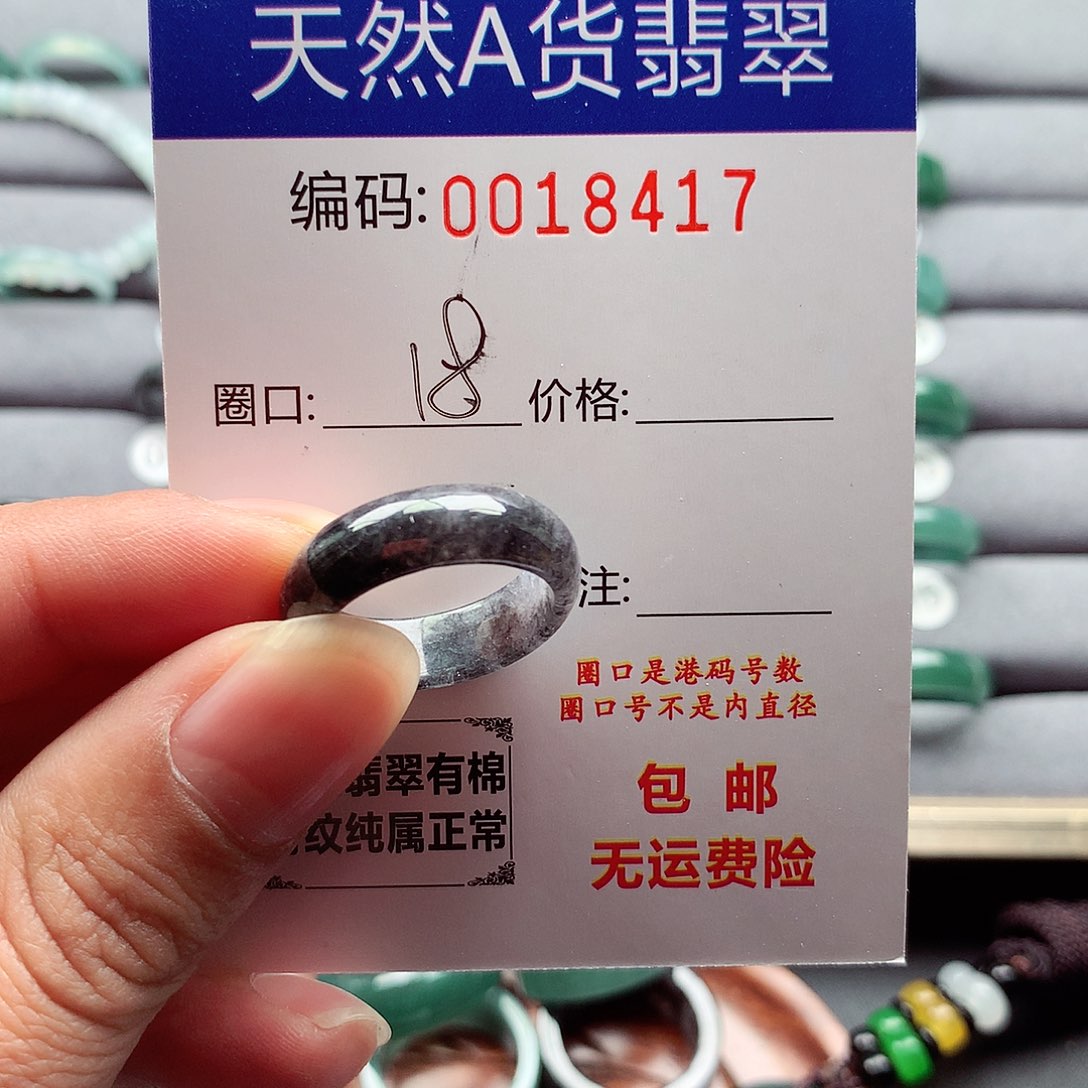 天然A货翡翠
编码:0018417
圈口: 18 价格:
注:
圈口是港码号数
圈口号不是内直径
翡翠有棉
纹纯属正常
包邮
无运费险